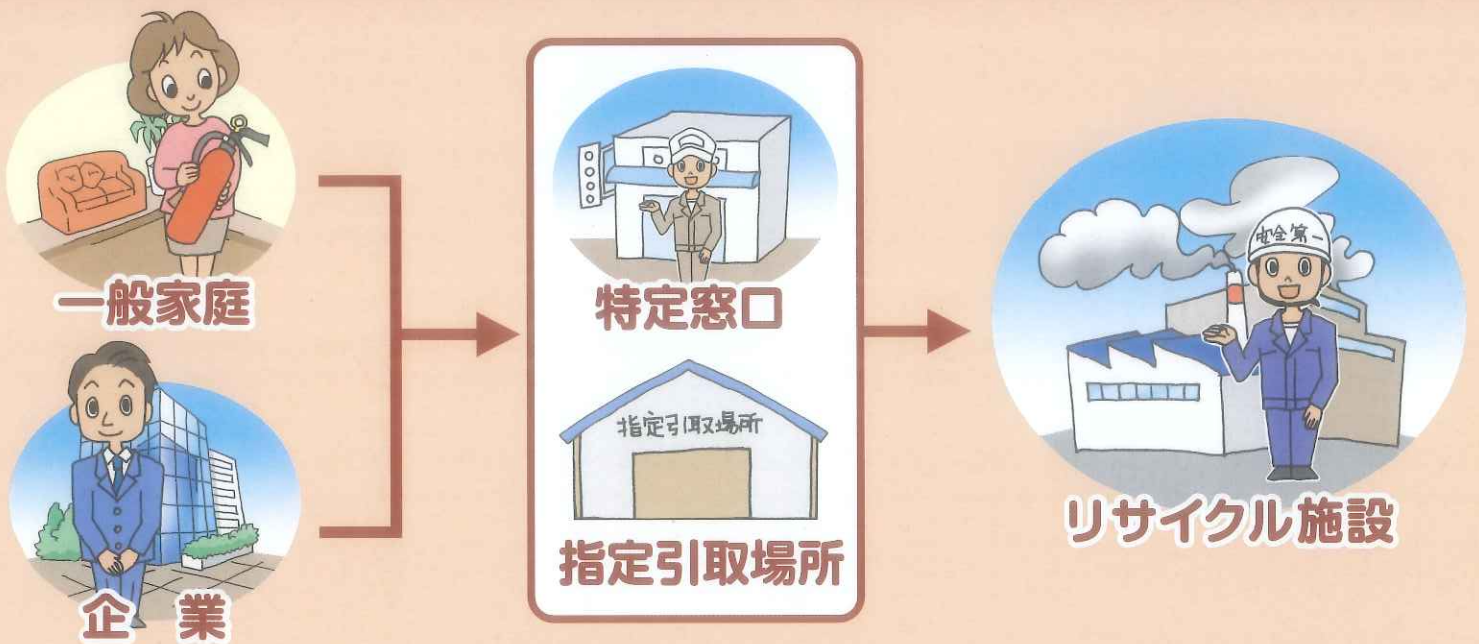 一般家庭
企業
特定窓口
指定引取場所
指定引取場所
安全第一
リサイクル施設